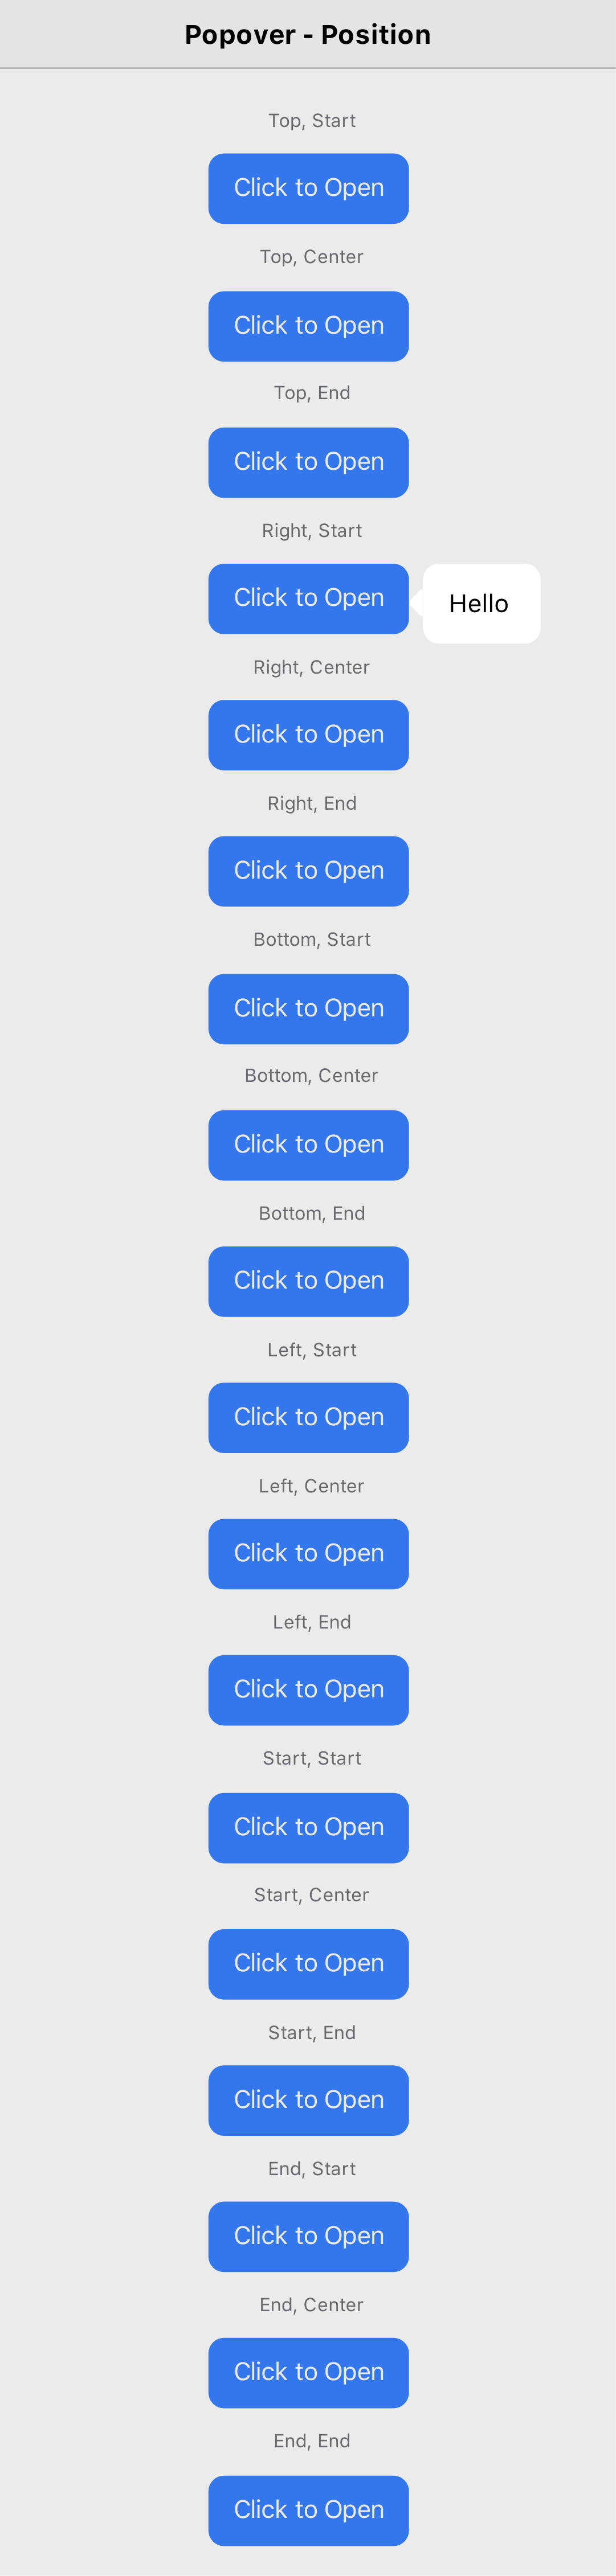 Popover - Position
Top, Start
Click to Open
Top, Center
Click to Open
Top, End
Click to Open
Right, Start
Click to Open
Hello
Right, Center
Click to Open
Right, End
Click to Open
Bottom, Start
Click to Open
Bottom, Center
Click to Open
Bottom, End
Click to Open
Left, Start
Click to Open
Left, Center
Click to Open
Left, End
Click to Open
Start, Start
Click to Open
Start, Center
Click to Open
Start, End
Click to Open
End, Start
Click to Open
End, Center
Click to Open
End, End
Click to Open